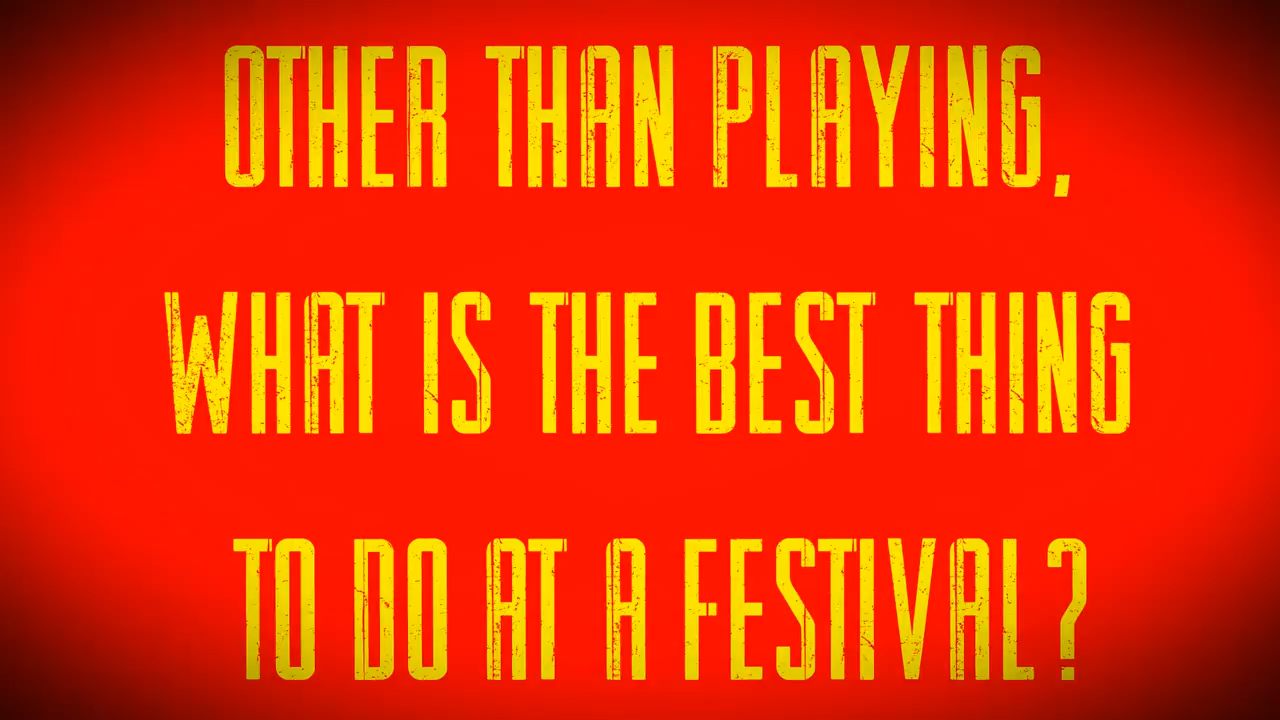 OTHER THAN PLAYING,
WHAT IS THE BEST THING
TO DO AT A FESTIVAL?